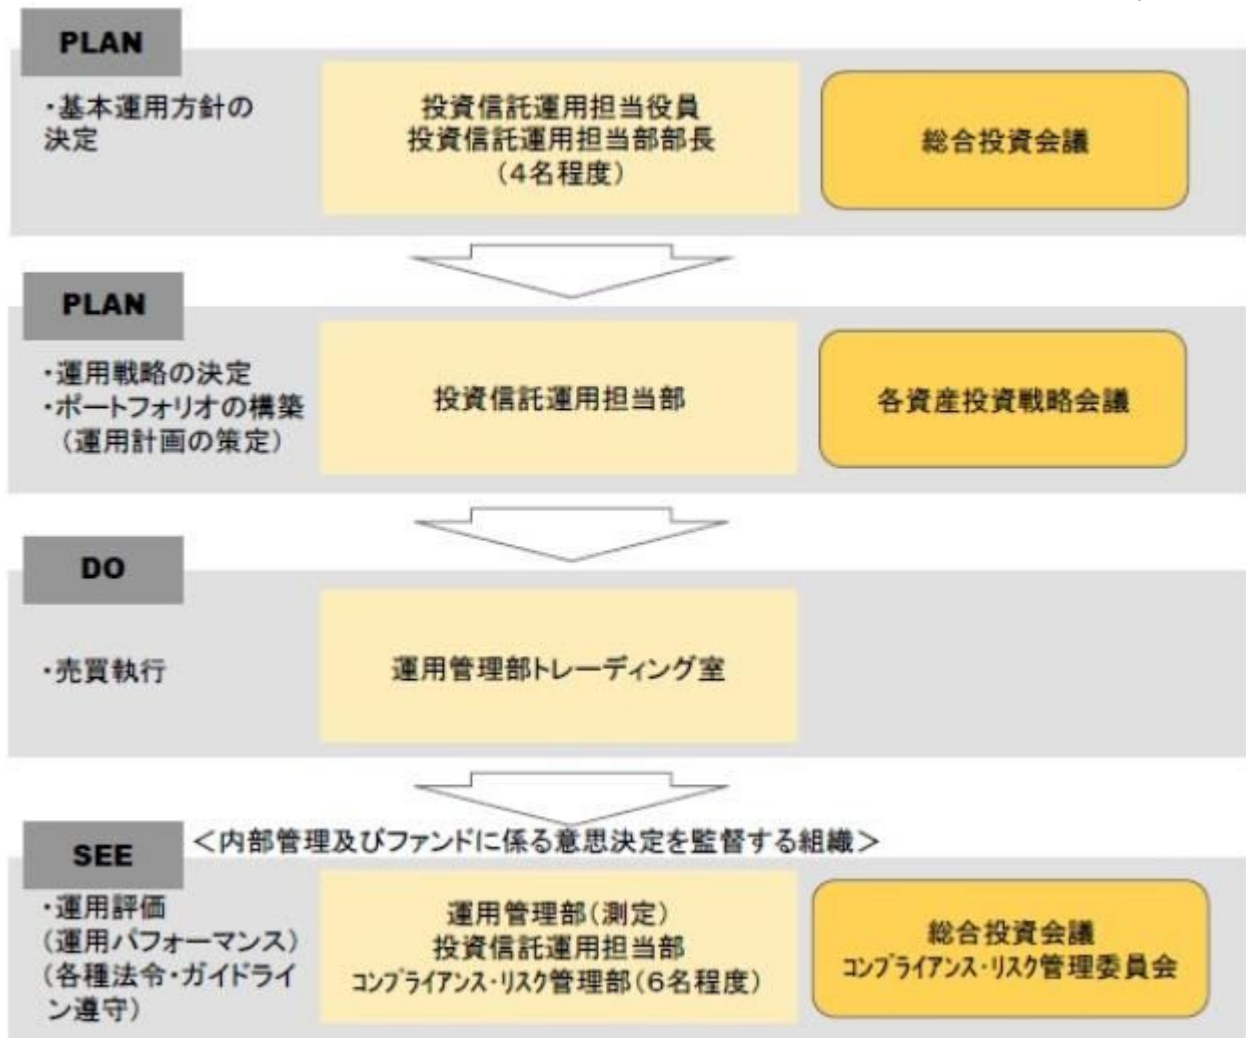 PLAN
・基本運用方針の
決定
投資信託運用担当役員
投資信託運用担当部部長
(4名程度)
総合投資会議
PLAN
・運用戦略の決定
・ポートフォリオの構築
(運用計画の策定)
投資信託運用担当部
各資産投資戦略会議
DO
・売買執行
運用管理部トレーディング室
SEE
<内部管理及びファンドに係る意思決定を監督する組織>
・運用評価
(運用パフォーマンス)
(各種法令・ガイドライ
ン遵守)
運用管理部(測定)
投資信託運用担当部
コンプライアンス・リスク管理部(6名程度)
総合投資会議
コンプライアンス・リスク管理委員会